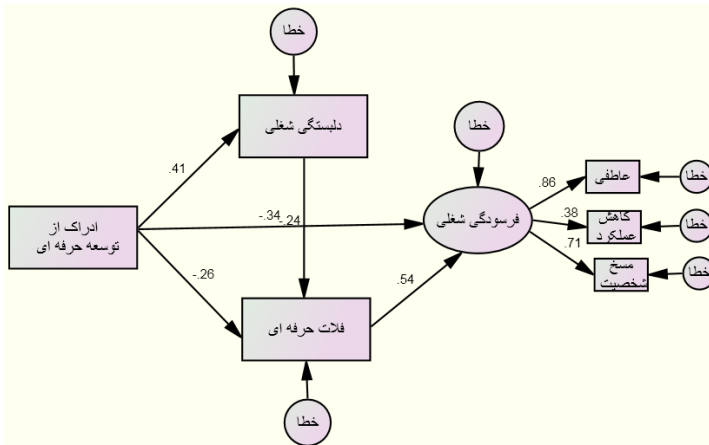 خطا
دلبستگی شغلی
خطا
.41
.86
عاطفی
خطا
ادراک از
توسعه حرفه ای
-.34
-.24
فرسودگی شغلی
.38
کاهش
عملکرد
خطا
-.26
.54
.71
مسخ
شخصیت
خطا
فلات حرفه ای
خطا